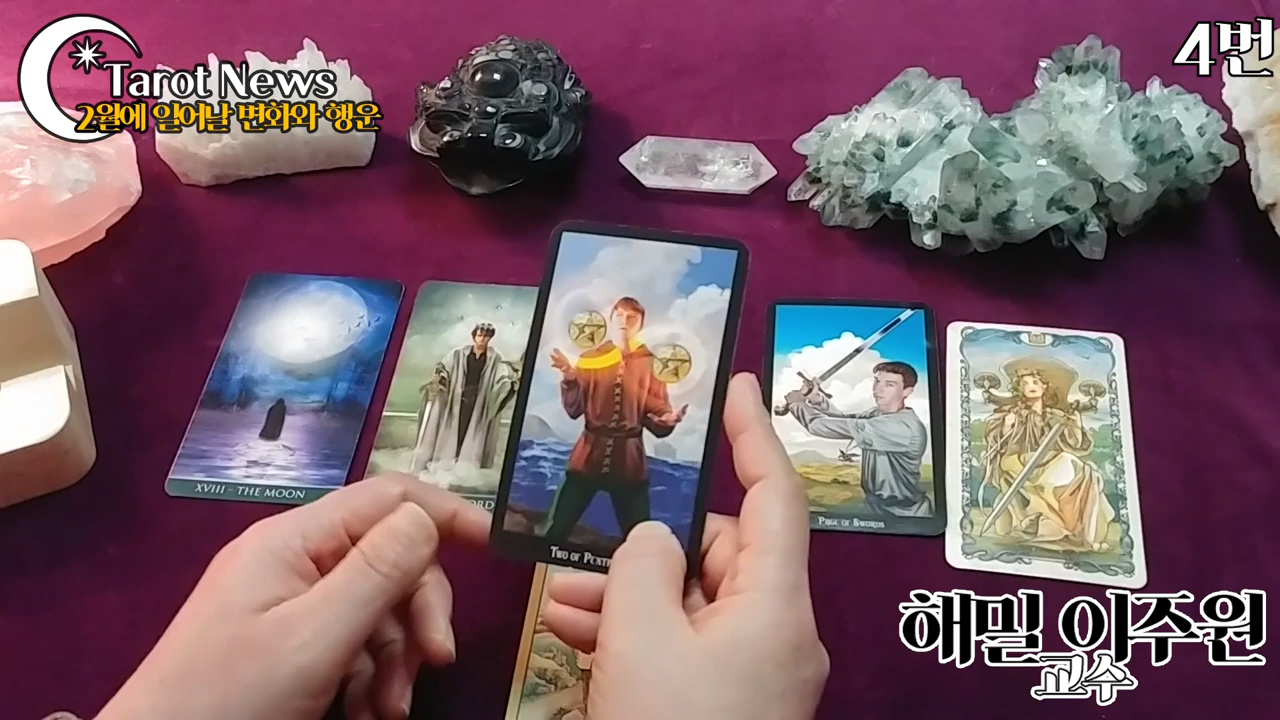 Tarot News
2월에 일어날 변화와 행운
4번
XVIII - THE MOON
TWO OF
PAGE OF SWORDS
해밀 이주원
교수